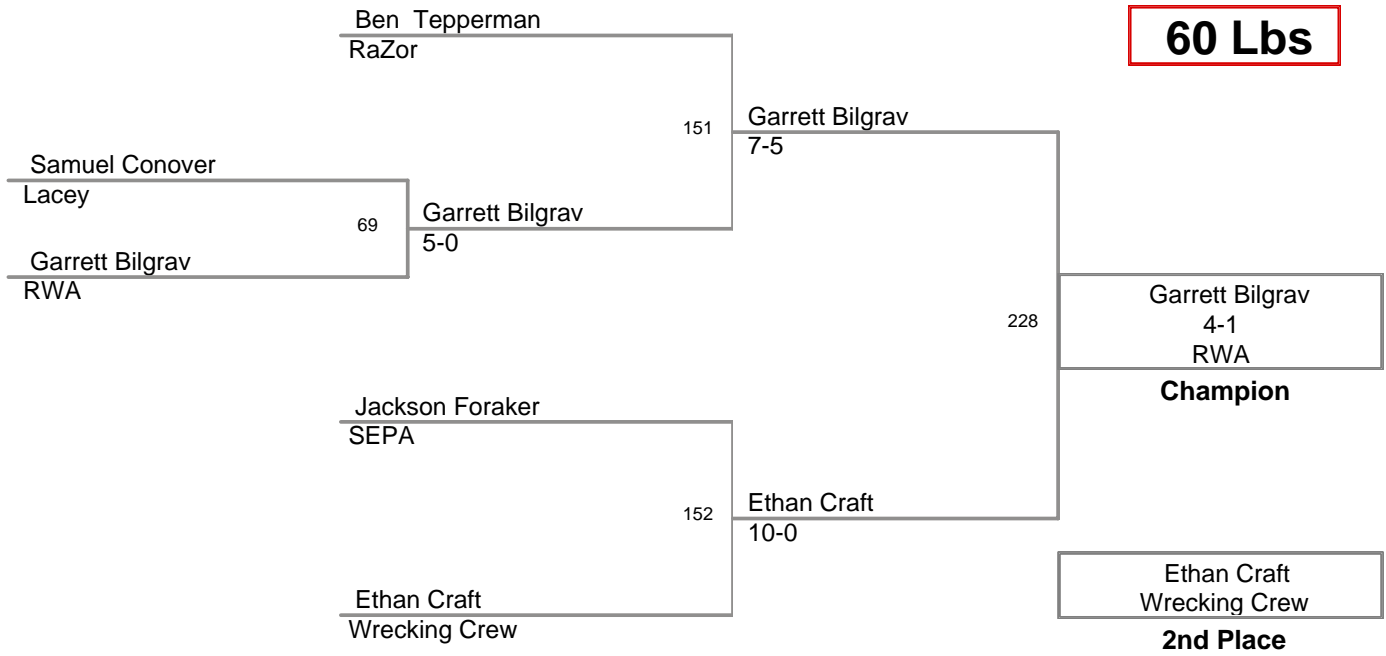 Ben  Tepperman
RaZor
60 Lbs
151
Garrett Bilgrav
7-5
Samuel Conover
Lacey
69
Garrett Bilgrav
5-0
Garrett Bilgrav
RWA
228
Garrett Bilgrav
4-1
RWA
Champion
Jackson Foraker
SEPA
152
Ethan Craft
10-0
Ethan Craft
Wrecking Crew
Ethan Craft
Wrecking Crew
2nd Place